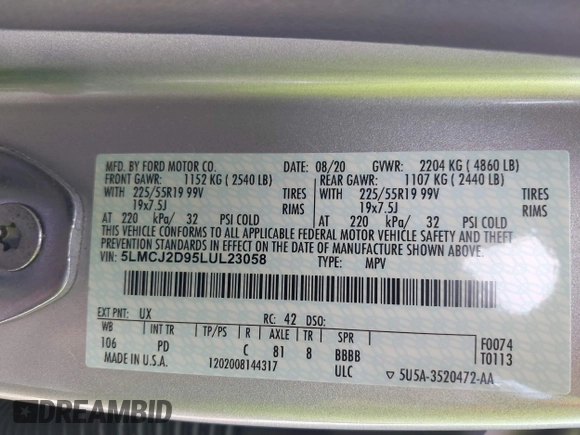 MFD. BY FORD MOTOR CO. DATE: 08/20 GVWR: 2204 KG ( 4860 LB)
FRONT GAWR: 1152 KG ( 2540 LB) REAR GAWR: 1107 KG ( 2440 LB)
WITH 225/55R19 99V TIRES WITH 225/55R19 99V TIRES
19x7.5J RIMS 19x7.5J RIMS
AT 220 kPa/ 32 PSI COLD AT 220 kPa/ 32 PSI COLD
THIS VEHICLE CONFORMS TO ALL APPLICABLE FEDERAL MOTOR VEHICLE SAFETY AND THEFT
PREVENTION STANDARDS IN EFFECT ON THE DATE OF MANUFACTURE SHOWN ABOVE.
VIN: 5LMCJ2D95LUL23058 TYPE: MPV
EXT PNT: UX RC: 42 DSO:
WB INT TR TP/PS R AXLE TR SPR F0074
106 PD C 81 8 BBBB T0113
MADE IN U.S.A. 1202008144317 ULC ▽ 5U5A-3520472-AA
DREAMBID